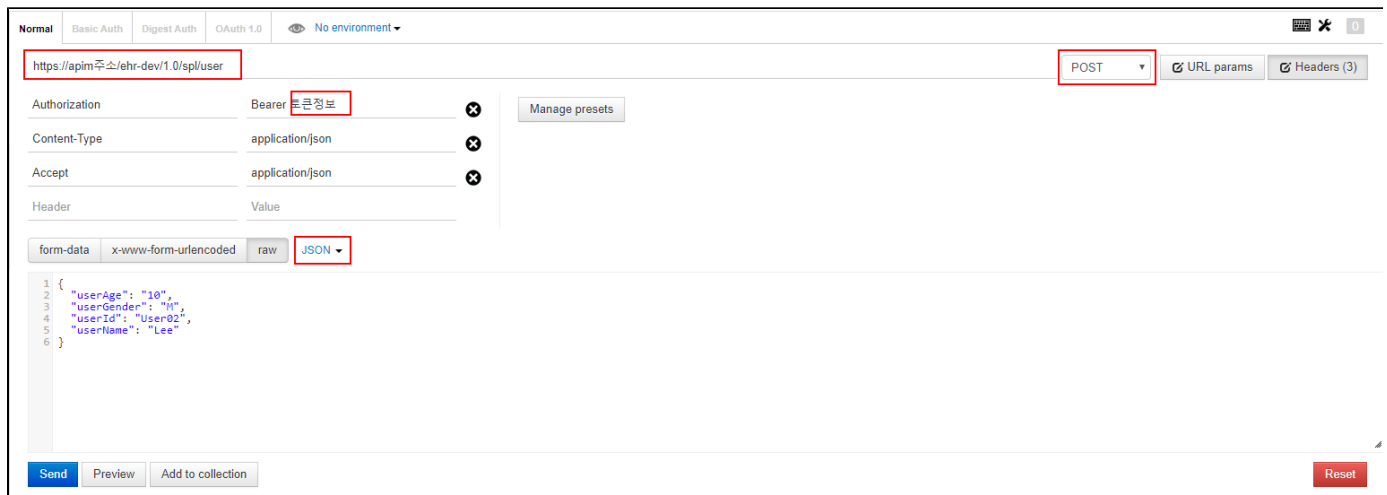 Normal Basic Auth Digest Auth OAuth 1.0 No environment 0
https://apim주소/ehr-dev/1.0/spl/user POST URL params Headers (3)
Authorization Bearer 토큰정보 Manage presets
Content-Type application/json
Accept application/json
Header Value
form-data x-www-form-urlencoded raw JSON
1 {
2 "userAge": "10",
3 "userGender": "M",
4 "userId": "User02",
5 "userName": "Lee"
6 }
Send Preview Add to collection Reset